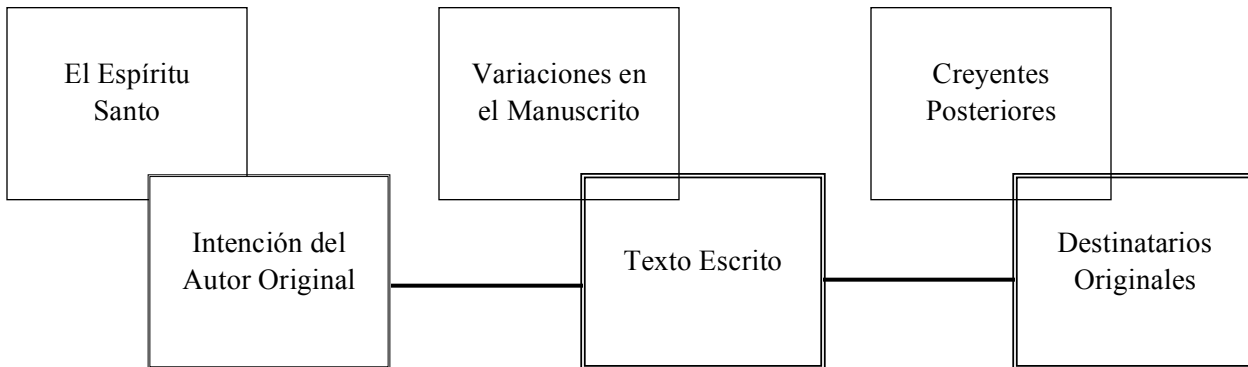 El Espíritu
Santo
Variaciones en
el Manuscrito
Creyentes
Posteriores
Intención del
Autor Original
Texto Escrito
Destinatarios
Originales